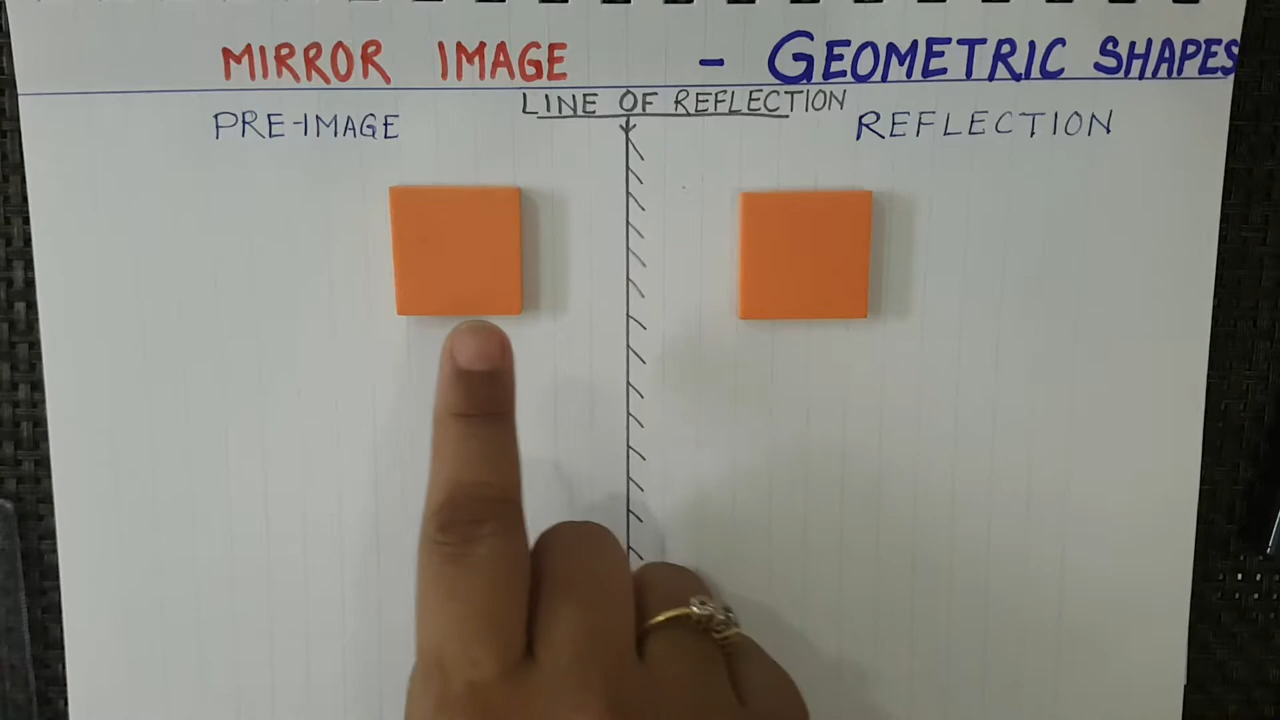 MIRROR IMAGE - GEOMETRIC SHAPES
LINE OF REFLECTION
PRE-IMAGE
REFLECTION